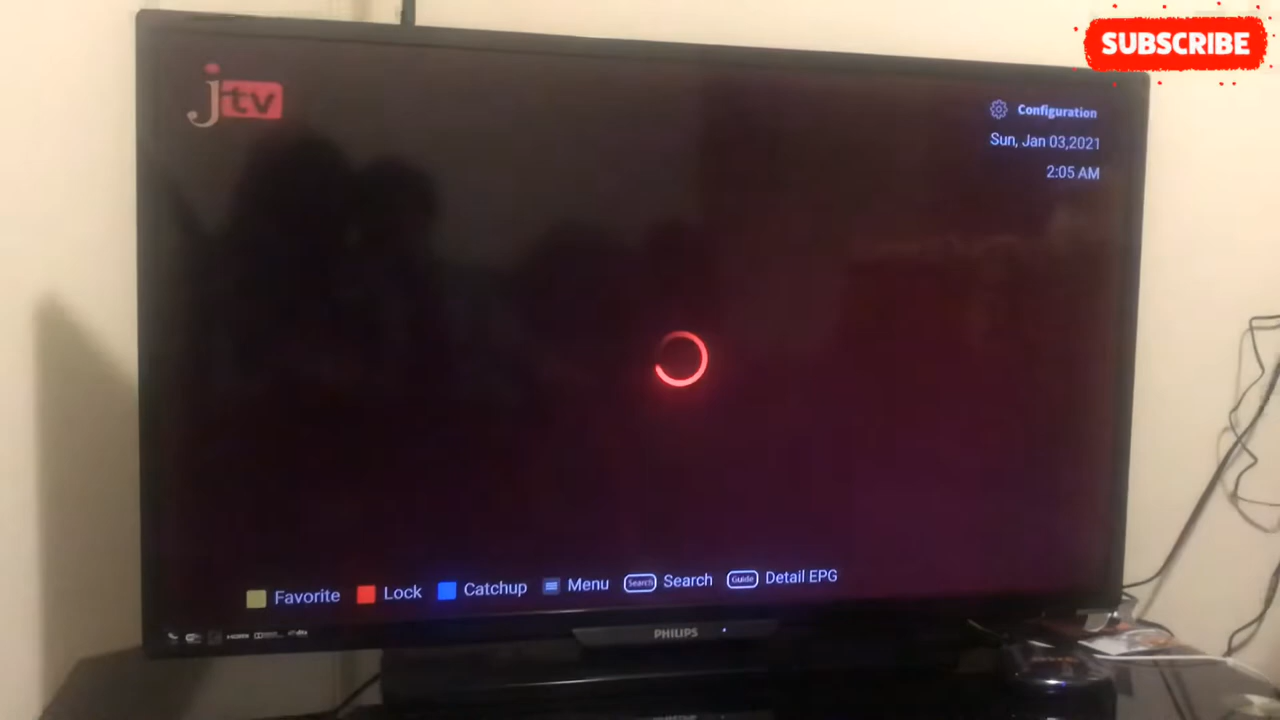 SUBSCRIBE
jtv
Configuration
Sun, Jan 03,2021
2:05 AM
Favorite Lock Catchup Menu Search Search Guide Detail EPG
HDMI
PHILIPS